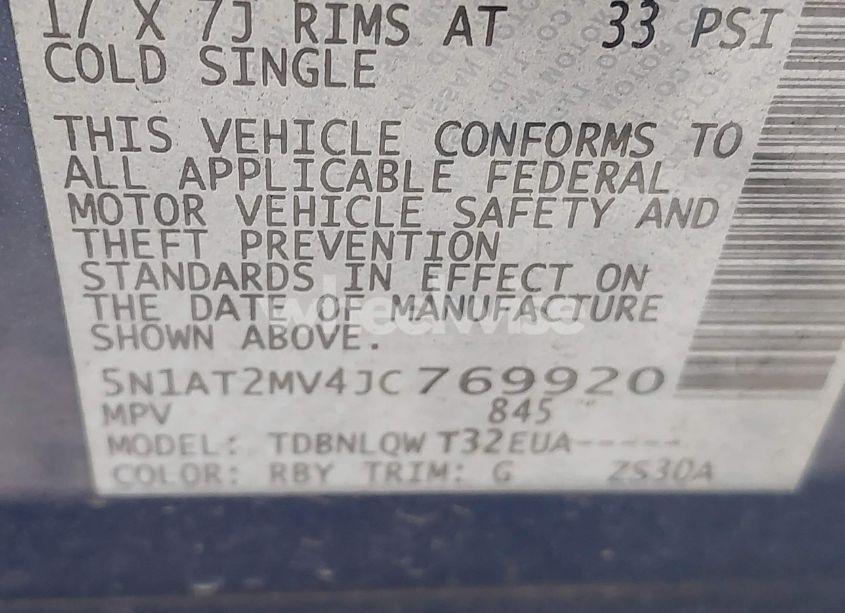 17 X 7J RIMS AT 33 PSI
COLD SINGLE
THIS VEHICLE CONFORMS TO
ALL APPLICABLE FEDERAL
MOTOR VEHICLE SAFETY AND
THEFT PREVENTION
STANDARDS IN EFFECT ON
THE DATE OF MANUFACTURE
wheelwise
SHOWN ABOVE.
5N1AT2MV4JC769920
MPV 845
MODEL: TDBNLQW T32EUA-----
COLOR: RBY TRIM: G ZS30A